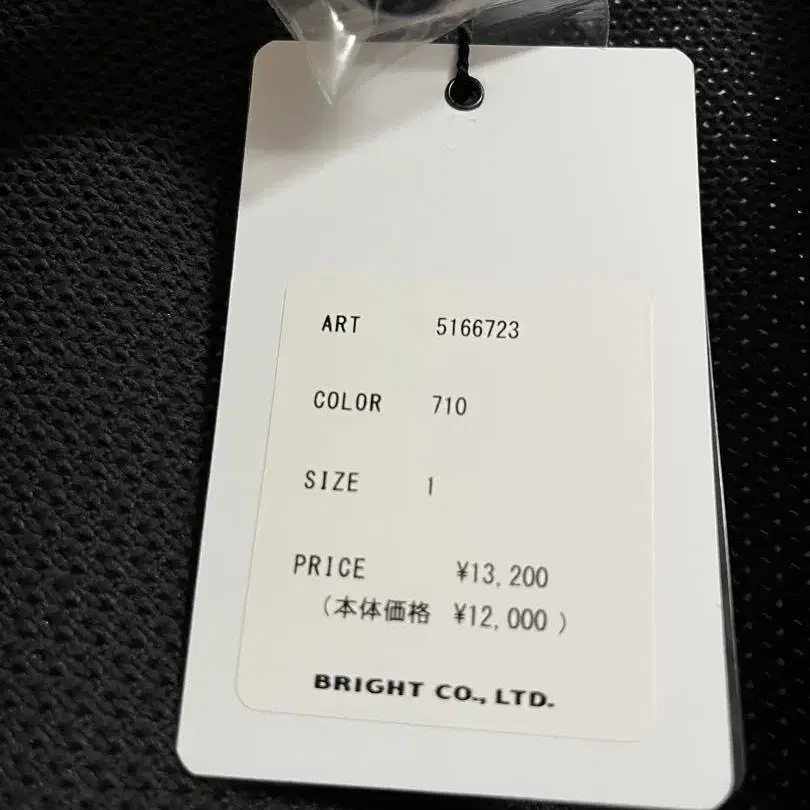 ART 5166723
COLOR 710
SIZE 1
PRICE ¥13,200
(本体価格 ¥12,000 )
BRIGHT CO., LTD.